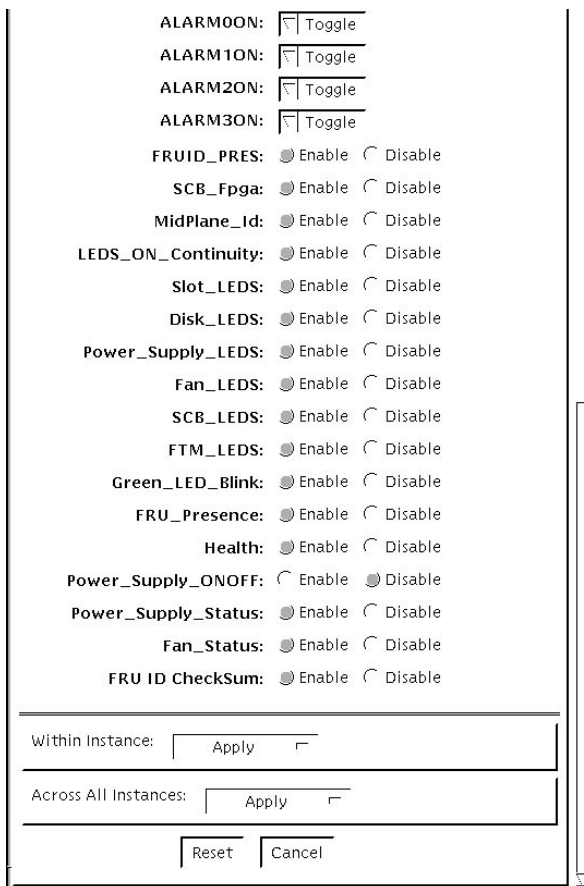 ALARM0ON: Toggle
ALARM1ON: Toggle
ALARM2ON: Toggle
ALARM3ON: Toggle
FRUID_PRES: Enable Disable
SCB_Fpga: Enable Disable
MidPlane_Id: Enable Disable
LEDS_ON_Continuity: Enable Disable
Slot_LEDS: Enable Disable
Disk_LEDS: Enable Disable
Power_Supply_LEDS: Enable Disable
Fan_LEDS: Enable Disable
SCB_LEDS: Enable Disable
FTM_LEDS: Enable Disable
Green_LED_Blink: Enable Disable
FRU_Presence: Enable Disable
Health: Enable Disable
Power_Supply_ONOFF: Enable Disable
Power_Supply_Status: Enable Disable
Fan_Status: Enable Disable
FRU ID CheckSum: Enable Disable
Within Instance: Apply
Across All Instances: Apply
Reset Cancel